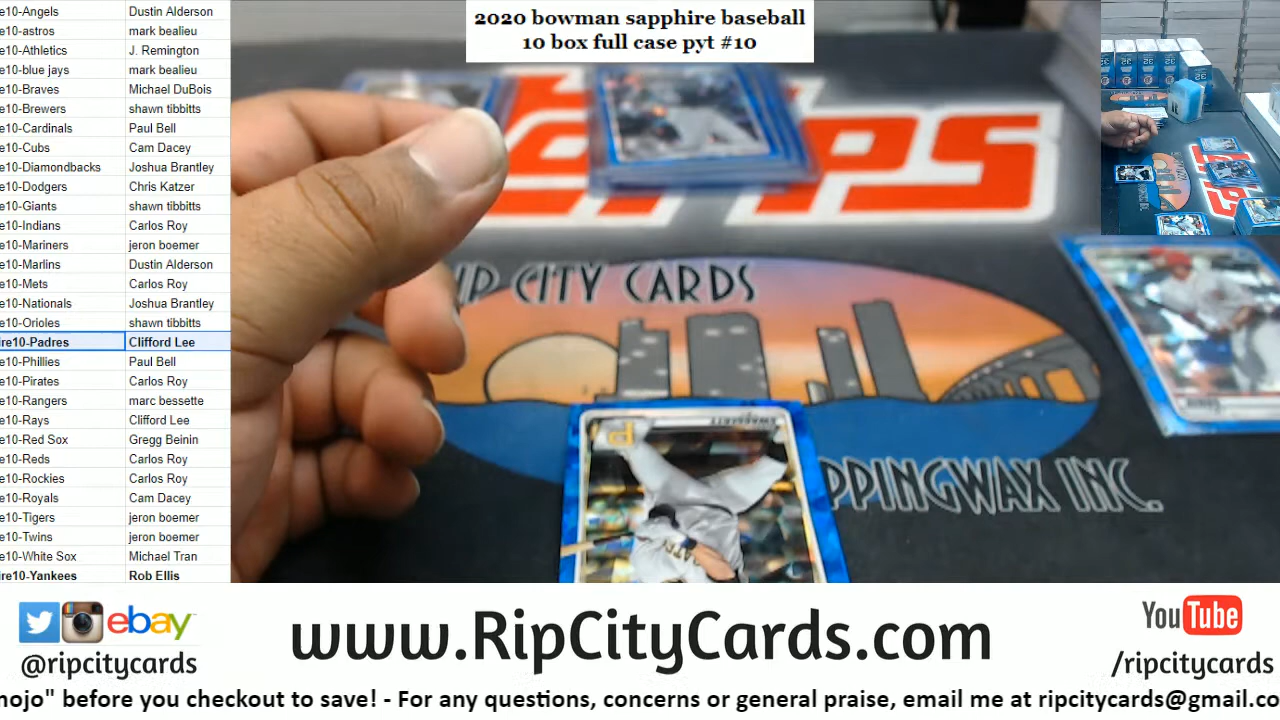 2020 bowman sapphire baseball
10 box full case pyt #10
e10-Angels Dustin Alderson
e10-astros mark bealieu
e10-Athletics J. Remington
e10-blue jays mark bealieu
e10-Braves Michael DuBois
e10-Brewers shawn tibbitts
e10-Cardinals Paul Bell
e10-Cubs Cam Dacey
e10-Diamondbacks Joshua Brantley
e10-Dodgers Chris Katzer
e10-Giants shawn tibbitts
e10-Indians Carlos Roy
e10-Mariners jeron boemer
e10-Marlins Dustin Alderson
e10-Mets Carlos Roy
e10-Nationals Joshua Brantley
e10-Orioles shawn tibbitts
ire10-Padres Clifford Lee
e10-Phillies Paul Bell
e10-Pirates Carlos Roy
e10-Rangers marc bessette
e10-Rays Clifford Lee
e10-Red Sox Gregg Beinin
e10-Reds Carlos Roy
e10-Rockies Carlos Roy
e10-Royals Cam Dacey
e10-Tigers jeron boemer
e10-Twins jeron boemer
e10-White Sox Michael Tran
ire10-Yankees Rob Ellis
IP CITY CARDS
PPINGWAX INC.
P
ebay
@ripcitycards
www.RipCityCards.com
YouTube
/ripcitycards
nojo" before you checkout to save! - For any questions, concerns or general praise, email me at ripcitycards@gmail.co